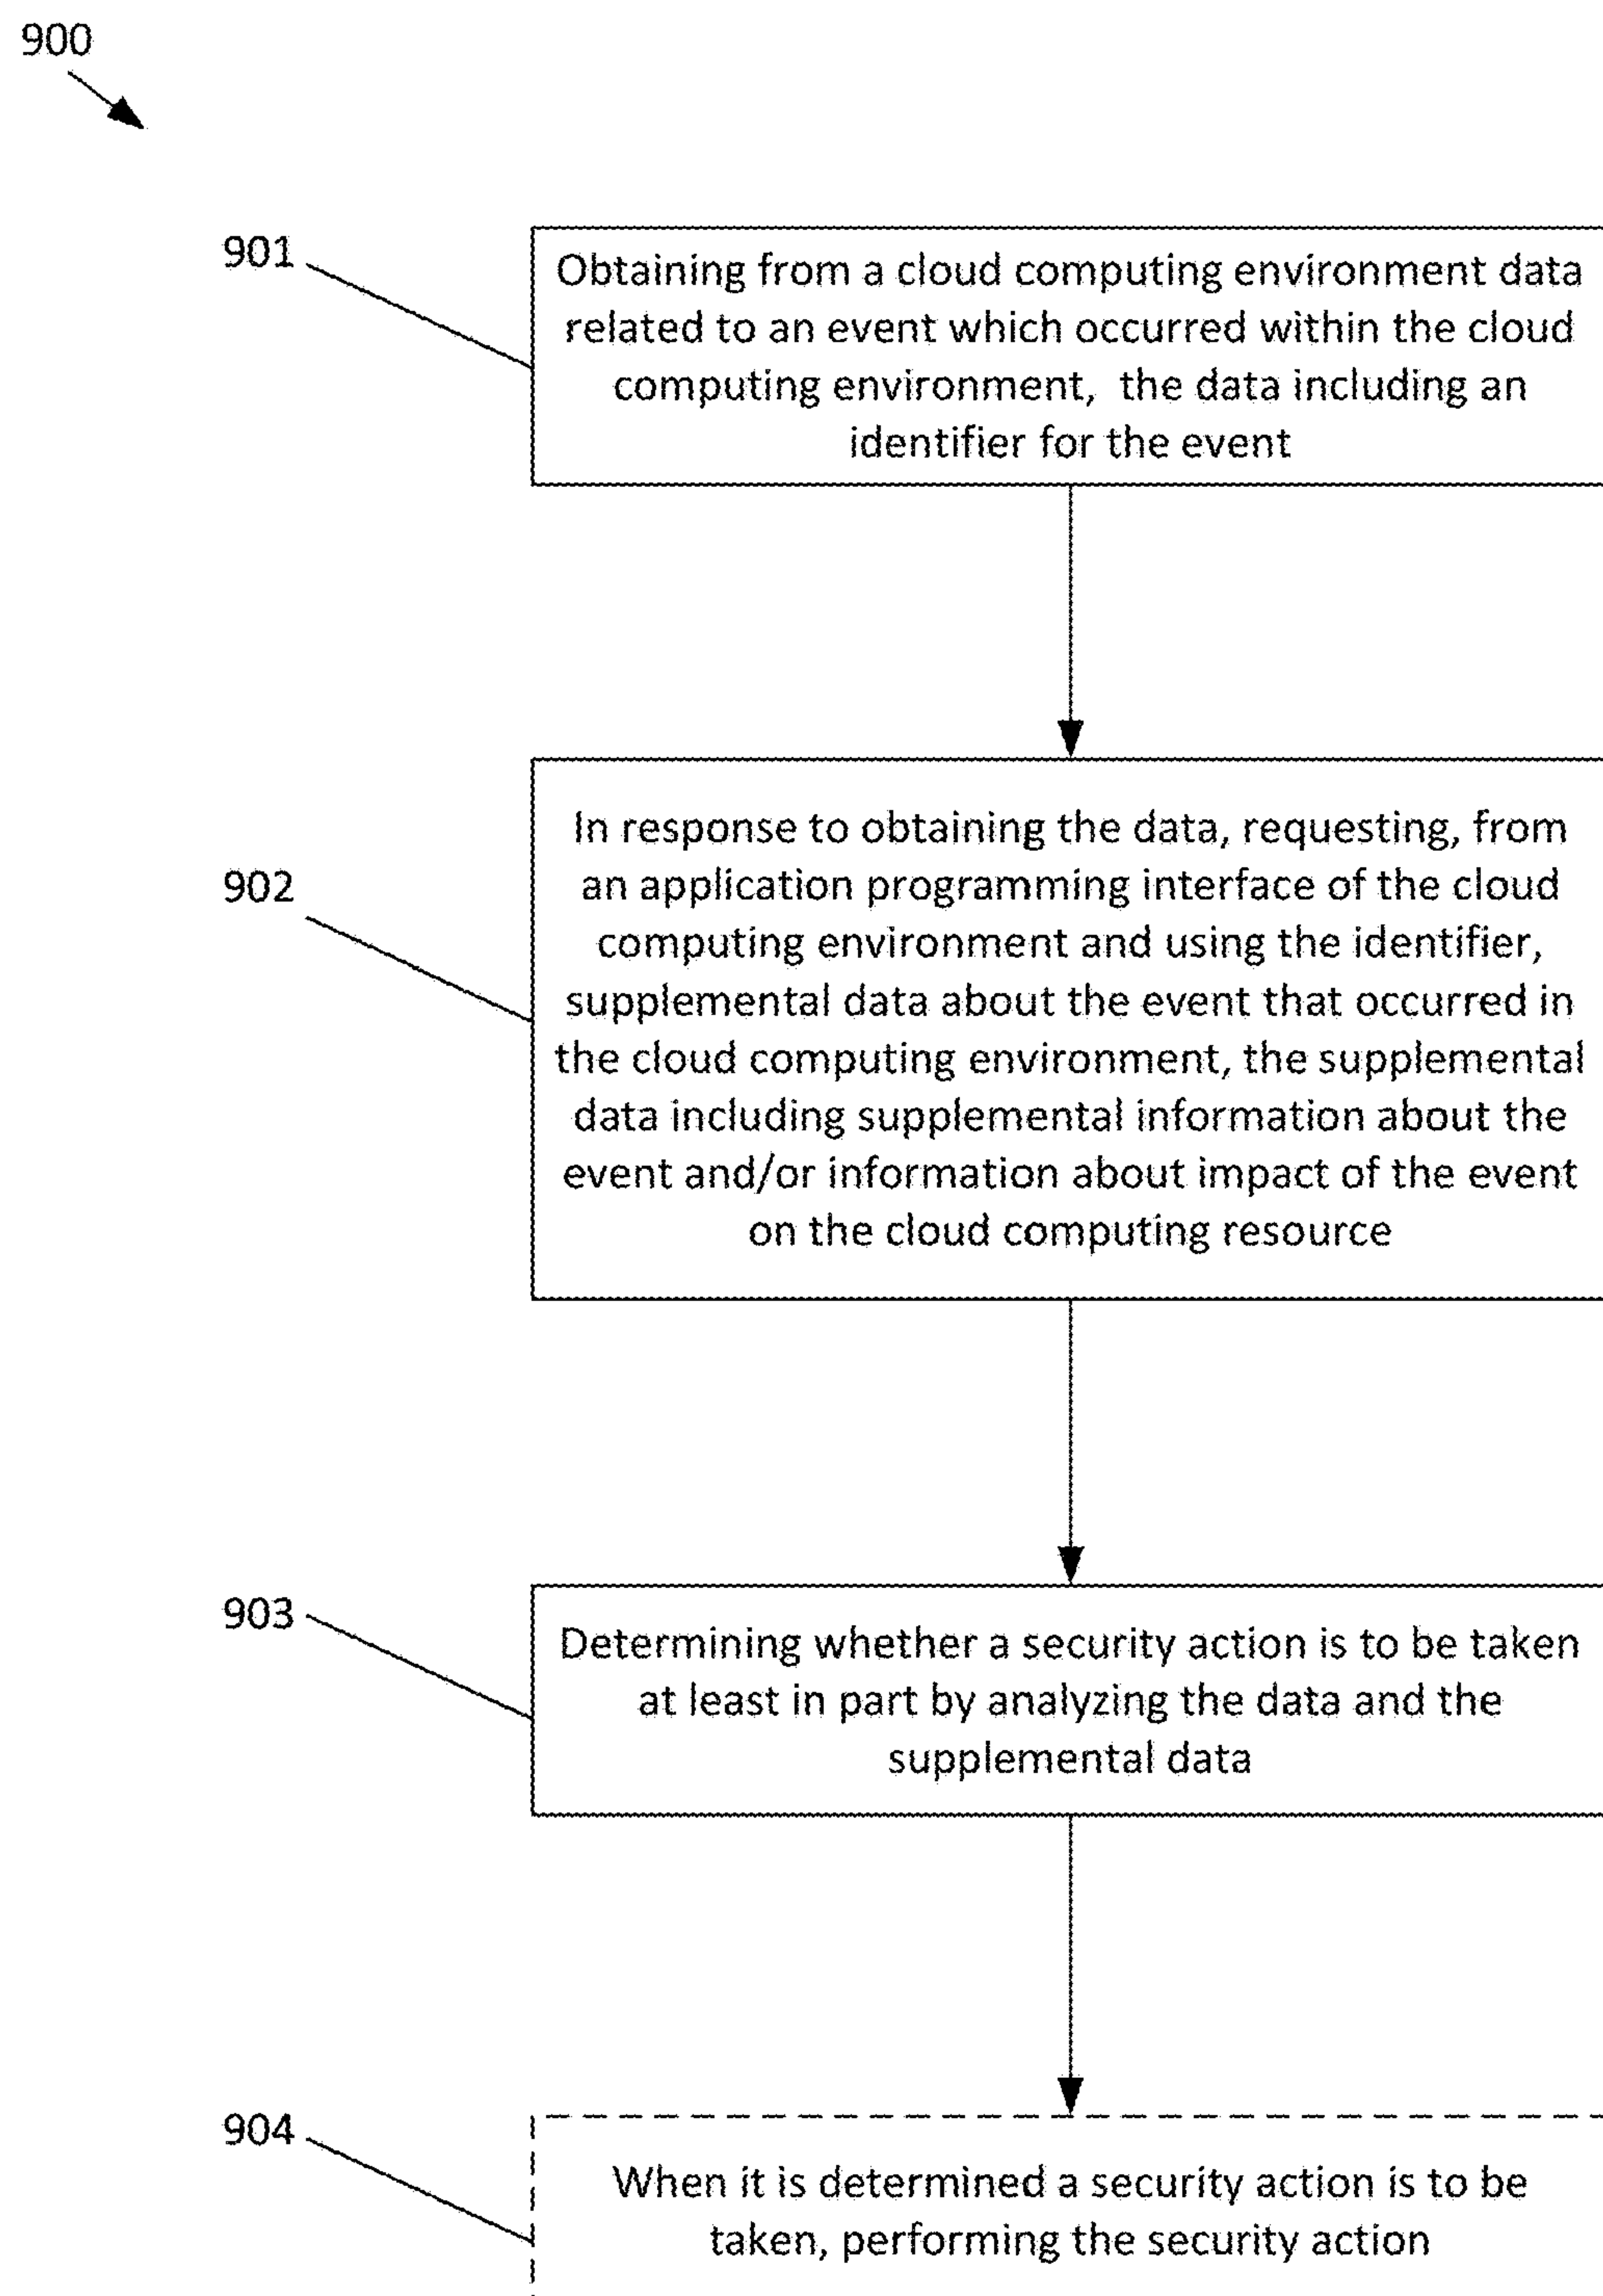 900
901
Obtaining from a cloud computing environment data
related to an event which occurred within the cloud
computing environment, the data including an
identifier for the event
902
In response to obtaining the data, requesting, from
an application programming interface of the cloud
computing environment and using the identifier,
supplemental data about the event that occurred in
the cloud computing environment, the supplemental
data including supplemental information about the
event and/or information about impact of the event
on the cloud computing resource
903
Determining whether a security action is to be taken
at least in part by analyzing the data and the
supplemental data
904
When it is determined a security action is to be
taken, performing the security action